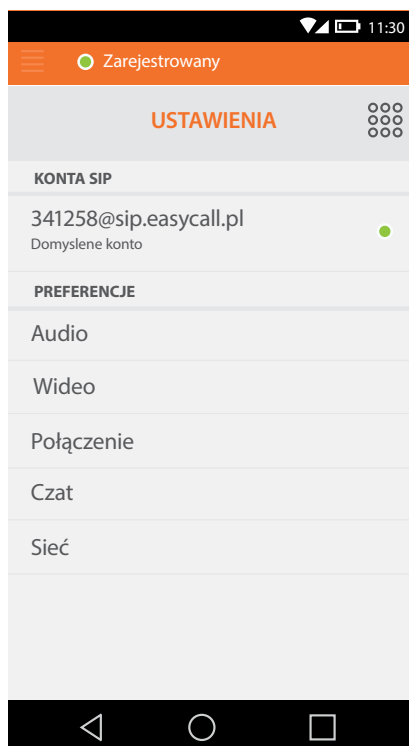 11:30
Zarejestrowany
USTAWIENIA
KONTA SIP
341258@sip.easycall.pl
Domyslene konto
PREFERENCJE
Audio
Wideo
Połączenie
Czat
Sieć